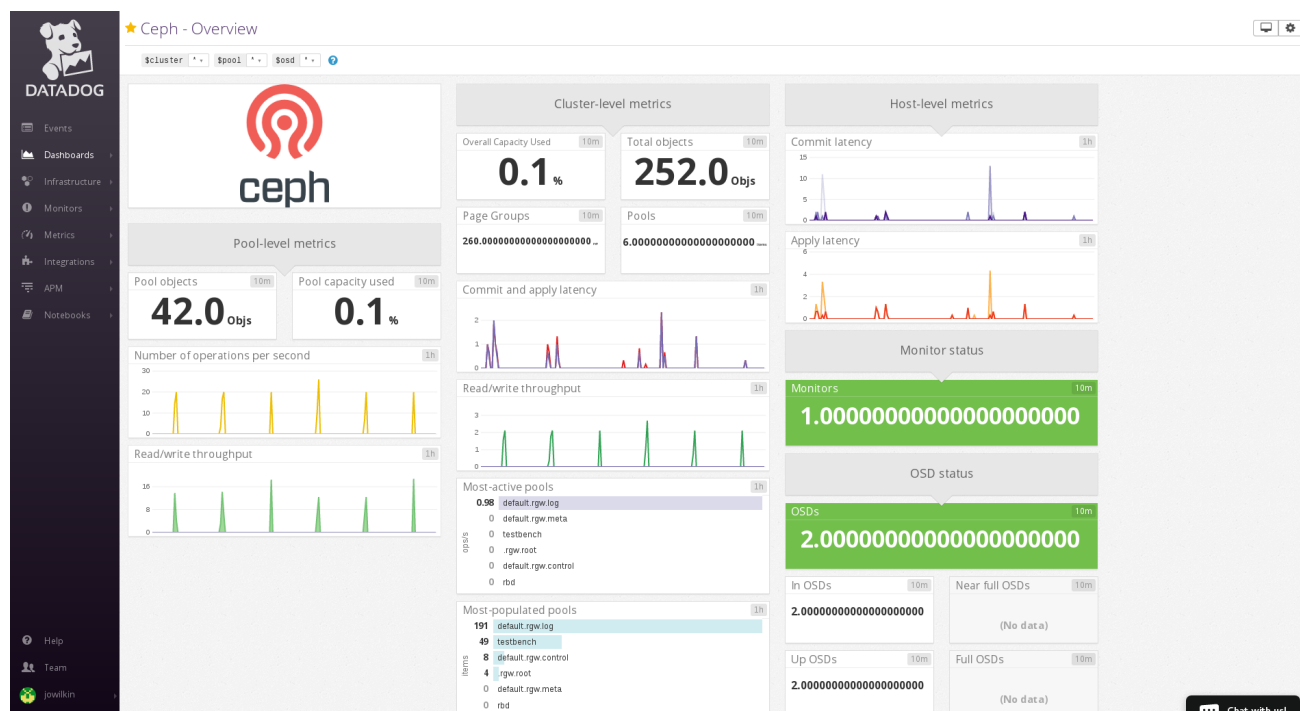 DATADOG
Events
Dashboards
Infrastructure
Monitors
Metrics
Integrations
APM
Notebooks
Help
Team
jowilkin
Ceph - Overview
$cluster * $pool * $osd *
ceph
Pool-level metrics
Pool objects 10m
42.0 Objs
Pool capacity used 10m
0.1 %
Number of operations per second 1h
30
20
10
0
Read/write throughput 1h
16
8
0
Cluster-level metrics
Overall Capacity Used 10m
0.1 %
Total objects 10m
252.0 Objs
Page Groups 10m
Pools 10m
Commit and apply latency 1h
2
1
0
Read/write throughput 1h
3
2
1
0
Most-active pools 1h
ops/s
0.98 default.rgw.log
0 default.rgw.meta
0 testbench
0 .rgw.root
0 default.rgw.control
0 rbd
Most-populated pools 1h
items
191 default.rgw.log
49 testbench
8 default.rgw.control
4 .rgw.root
0 default.rgw.meta
0 rbd
Host-level metrics
Commit latency 1h
15
10
5
0
Apply latency 1h
6
4
2
0
Monitor status
Monitors 10m
1.00000000000000000000
OSD status
OSDs 10m
2.00000000000000000000
In OSDs 10m
2.00000000000000000000
Near full OSDs 10m
(No data)
Up OSDs 10m
2.00000000000000000000
Full OSDs 10m
(No data)
Chat with us!